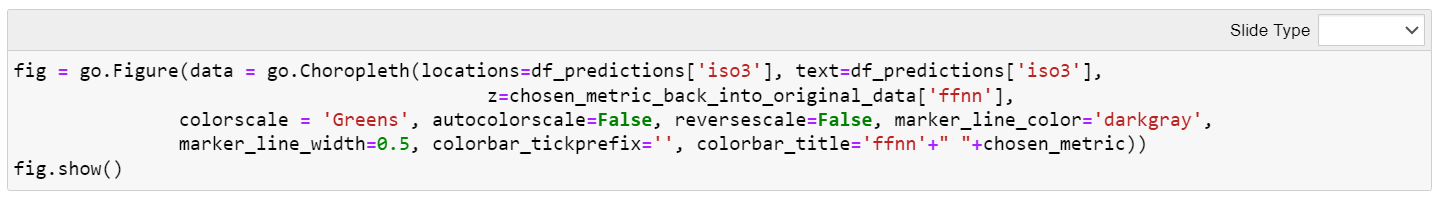 Slide Type
fig = go.Figure(data = go.Choropleth(locations=df_predictions['iso3'], text=df_predictions['iso3'],
z=chosen_metric_back_into_original_data['ffnn'],
colorscale = 'Greens', autocolorscale=False, reversescale=False, marker_line_color='darkgray',
marker_line_width=0.5, colorbar_tickprefix='', colorbar_title='ffnn'+" "+chosen_metric))
fig.show()